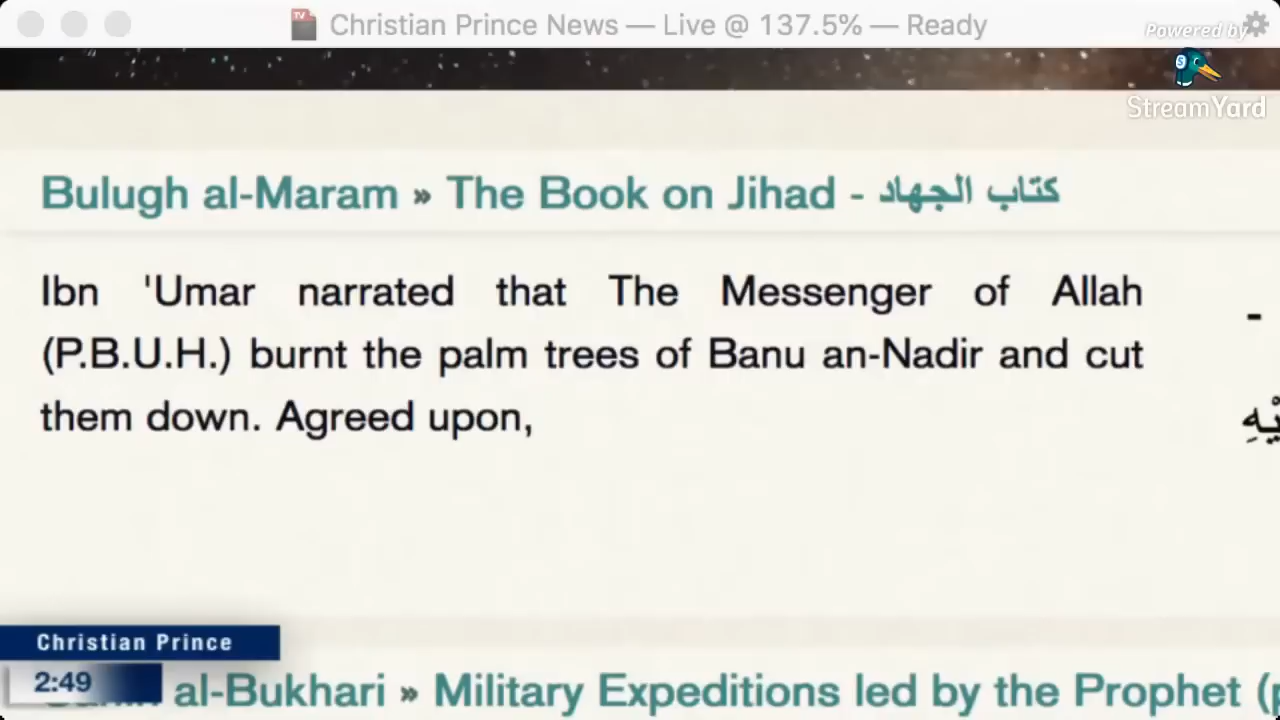 Christian Prince News — Live @ 137.5% — Ready
Powered by
StreamYard
Bulugh al-Maram » The Book on Jihad - كتاب الجهاد
Ibn 'Umar narrated that The Messenger of Allah
(P.B.U.H.) burnt the palm trees of Banu an-Nadir and cut
them down. Agreed upon,
-
Christian Prince
2:49
al-Bukhari » Military Expeditions led by the Prophet